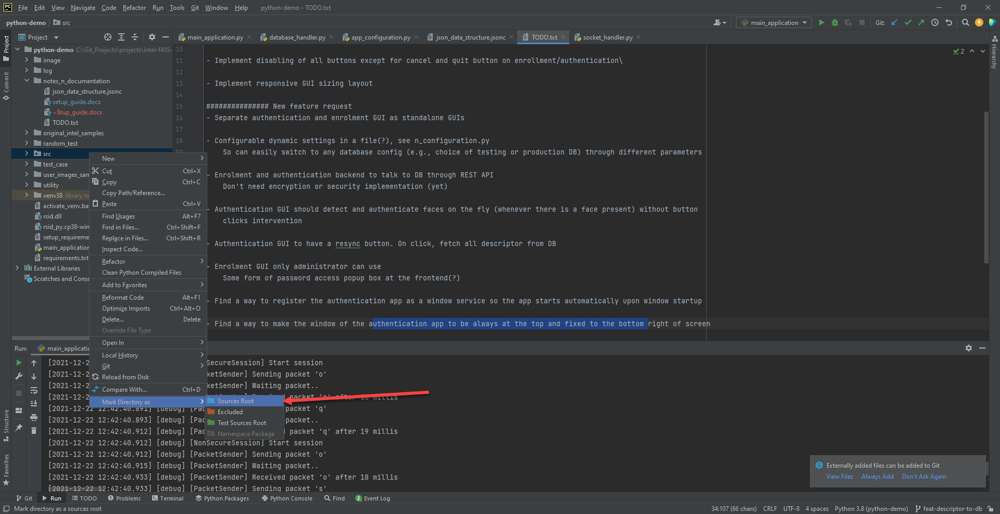 PC File Edit View Navigate Code Refactor Run Tools Git Window Help python-demo - TODO.txt
python-demo src main_application Git:
Project
main_application.py database_handler.py app_configuration.py json_data_structure.jsonc TODO.txt socket_handler.py
Project
Commit
Structure
Favorites
Hierarchy
python-demo C:\Git_Projects\projects\intel-f455-
image
log
notes_n_documentation
json_data_structure.jsonc
setup_guide.docx
~$tup_guide.docx
TODO.txt
original_intel_samples
random_test
src
test_case
user_images_sam
utility
venv38 library ro
activate_venv.ba
rsid.dll
rsid_py.cp38-win
setup_requireme
main_application
requirements.txt
External Libraries
Scratches and Conso
New
Cut Ctrl+X
Copy Ctrl+C
Copy Path/Reference...
Paste Ctrl+V
Find Usages Alt+F7
Find in Files... Ctrl+Shift+F
Replace in Files... Ctrl+Shift+R
Inspect Code...
Refactor
Clean Python Compiled Files
Add to Favorites
Reformat Code Alt+F1
Optimize Imports Ctrl+Alt+O
Delete... Delete
Override File Type
Open In
Local History
Git
Reload from Disk
Compare With... Ctrl+D
Mark Directory as
Sources Root
Excluded
Test Sources Root
Namespace Package
2
10
11 - Implement disabling of all buttons except for cancel and quit button on enrollment/authentication\
12
13 - Implement responsive GUI sizing layout
14
15 ############### New feature request
16 - Separate authentication and enrolment GUI as standalone GUIs
17
18 - Configurable dynamic settings in a file(?), see n_configuration.py
So can easily switch to any database config (e.g., choice of testing or production DB) through different parameters
- Enrolment and authentication backend to talk to DB through REST API
Don't need encryption or security implementation (yet)
- Authentication GUI should detect and authenticate faces on the fly (whenever there is a face present) without button
clicks intervention
- Authentication GUI to have a resync button. On click, fetch all descriptor from DB
- Enrolment GUI only administrator can use
Some form of password access popup box at the frontend(?)
- Find a way to register the authentication app as a window service so the app starts automatically upon window startup
- Find a way to make the window of the authentication app to be always at the top and fixed to the bottom right of screen
Run: main_applicatio
[2021-12-2 SecureSession] Start session
[2021-12-2 ketSender] Sending packet 'o'
[2021-12-2 ketSender] Waiting packet..
[2021-12-2 packet 'o' after 18 millis
[2021-12-22 12:42:40.891] [debug] [Pac packet 'q'
[2021-12-22 12:42:40.893] [debug] [Pac packet..
[2021-12-22 12:42:40.912] [debug] [Pac packet 'q' after 19 millis
[2021-12-22 12:42:40.912] [debug] [NonSecureSession] Start session
[2021-12-22 12:42:40.912] [debug] [PacketSender] Sending packet 'o'
[2021-12-22 12:42:40.915] [debug] [PacketSender] Waiting packet..
[2021-12-22 12:42:40.933] [debug] [PacketSender] Received packet 'o' after 18 millis
[2021-12-22 12:42:40.933] [debug] [PacketSender] Sending packet 's'
Externally added files can be added to Git
View Files Always Add Don't Ask Again
Git Run TODO Problems Terminal Python Packages Python Console Find 2 Event Log
Mark directory as a sources root 34:107 (66 chars) CRLF UTF-8 4 spaces Python 3.8 (python-demo) feat-descriptor-to-db